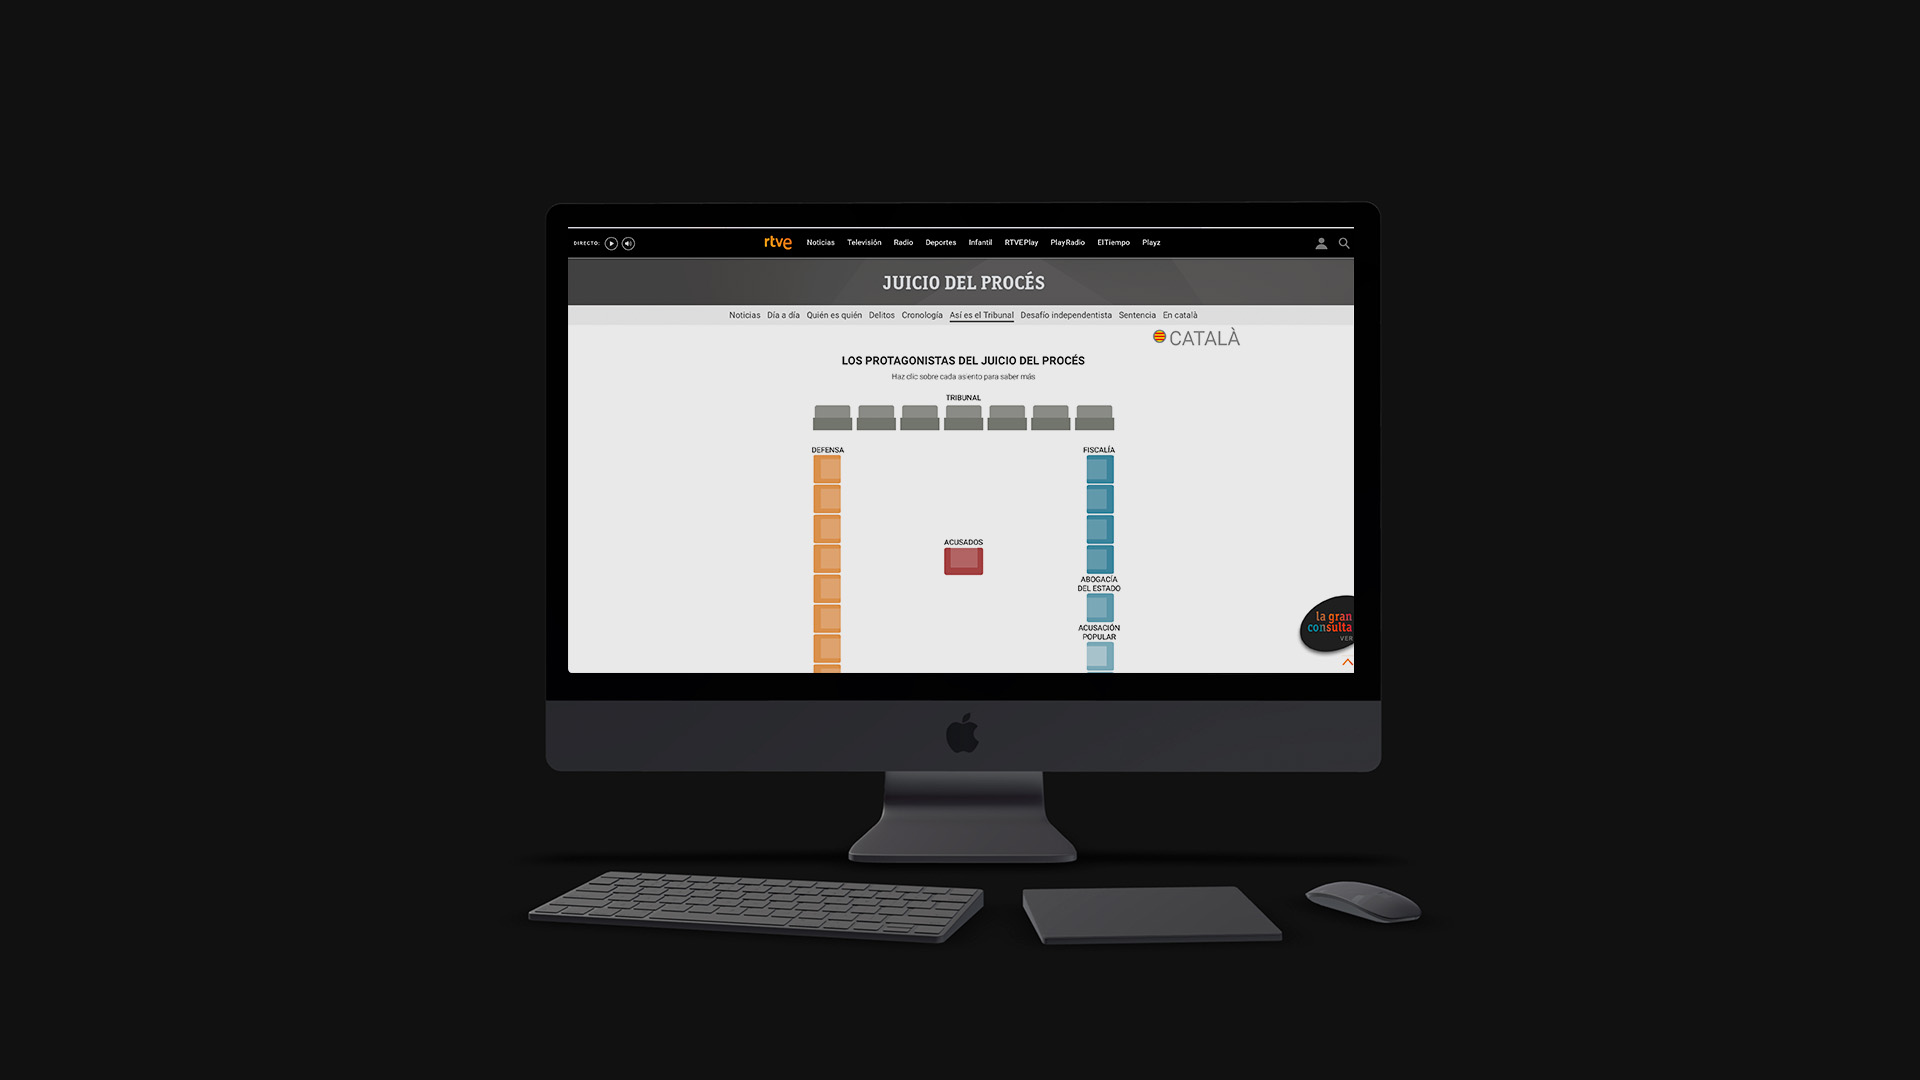 DIRECTO:
rtve
Noticias Televisión Radio Deportes Infantil RTVEPlay PlayRadio ElTiempo Playz
JUICIO DEL PROCÉS
Noticias Día a día Quién es quién Delitos Cronología Así es el Tribunal Desafío independentista Sentencia En català
CATALÀ
LOS PROTAGONISTAS DEL JUICIO DEL PROCÉS
Haz clic sobre cada asiento para saber más
TRIBUNAL
DEFENSA
FISCALÍA
ACUSADOS
ABOGACÍA
DEL ESTADO
ACUSACIÓN
POPULAR
la gran
consulta
VER